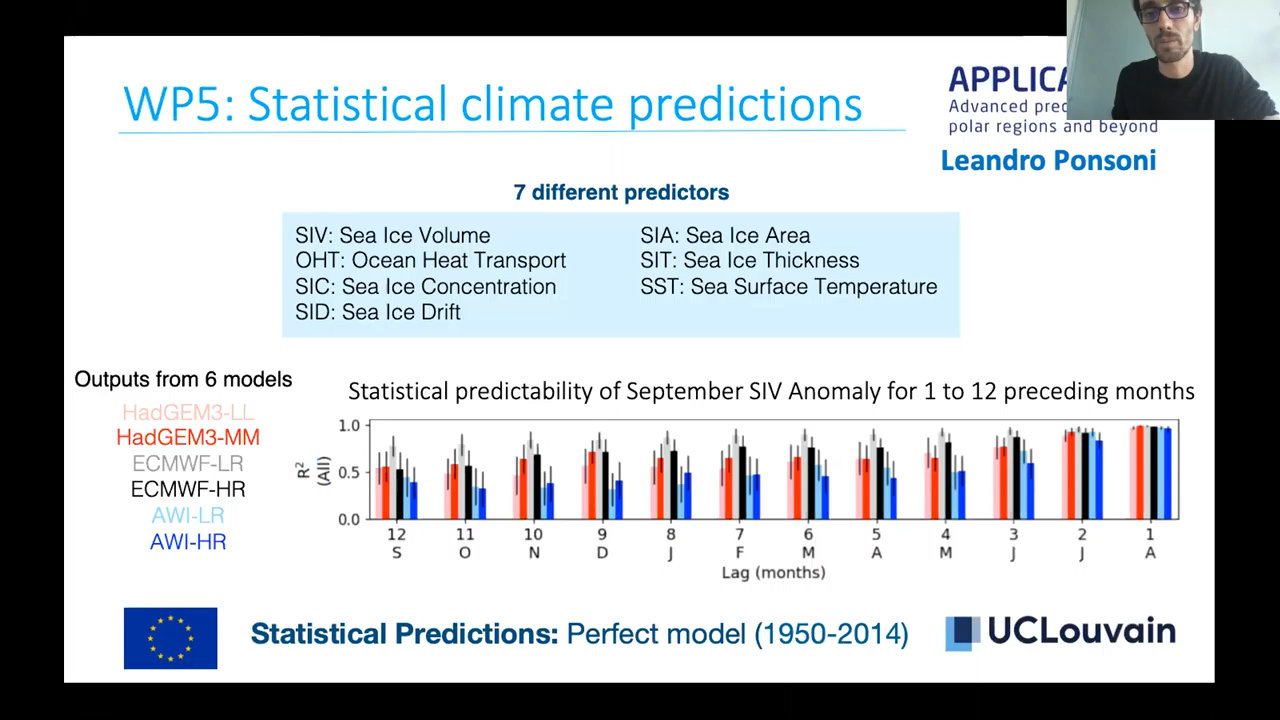 WP5: Statistical climate predictions
APPLICA
Advanced pred
polar regions and beyond
Leandro Ponsoni
7 different predictors
SIV: Sea Ice Volume
OHT: Ocean Heat Transport
SIC: Sea Ice Concentration
SID: Sea Ice Drift
SIA: Sea Ice Area
SIT: Sea Ice Thickness
SST: Sea Surface Temperature
Outputs from 6 models
HadGEM3-LL
HadGEM3-MM
ECMWF-LR
ECMWF-HR
AWI-LR
AWI-HR
Statistical predictability of September SIV Anomaly for 1 to 12 preceding months
R²
(All)
1.0
0.5
0.0
12 11 10 9 8 7 6 5 4 3 2 1
S O N D J F M A M J J A
Lag (months)
Statistical Predictions: Perfect model (1950-2014)
UCLouvain